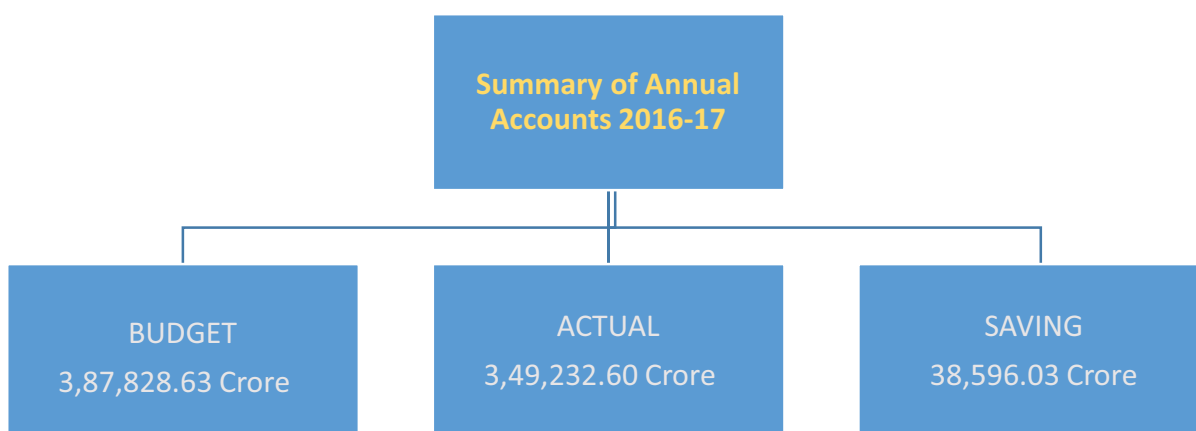 Summary of Annual
Accounts 2016-17
BUDGET
3,87,828.63 Crore
ACTUAL
3,49,232.60 Crore
SAVING
38,596.03 Crore